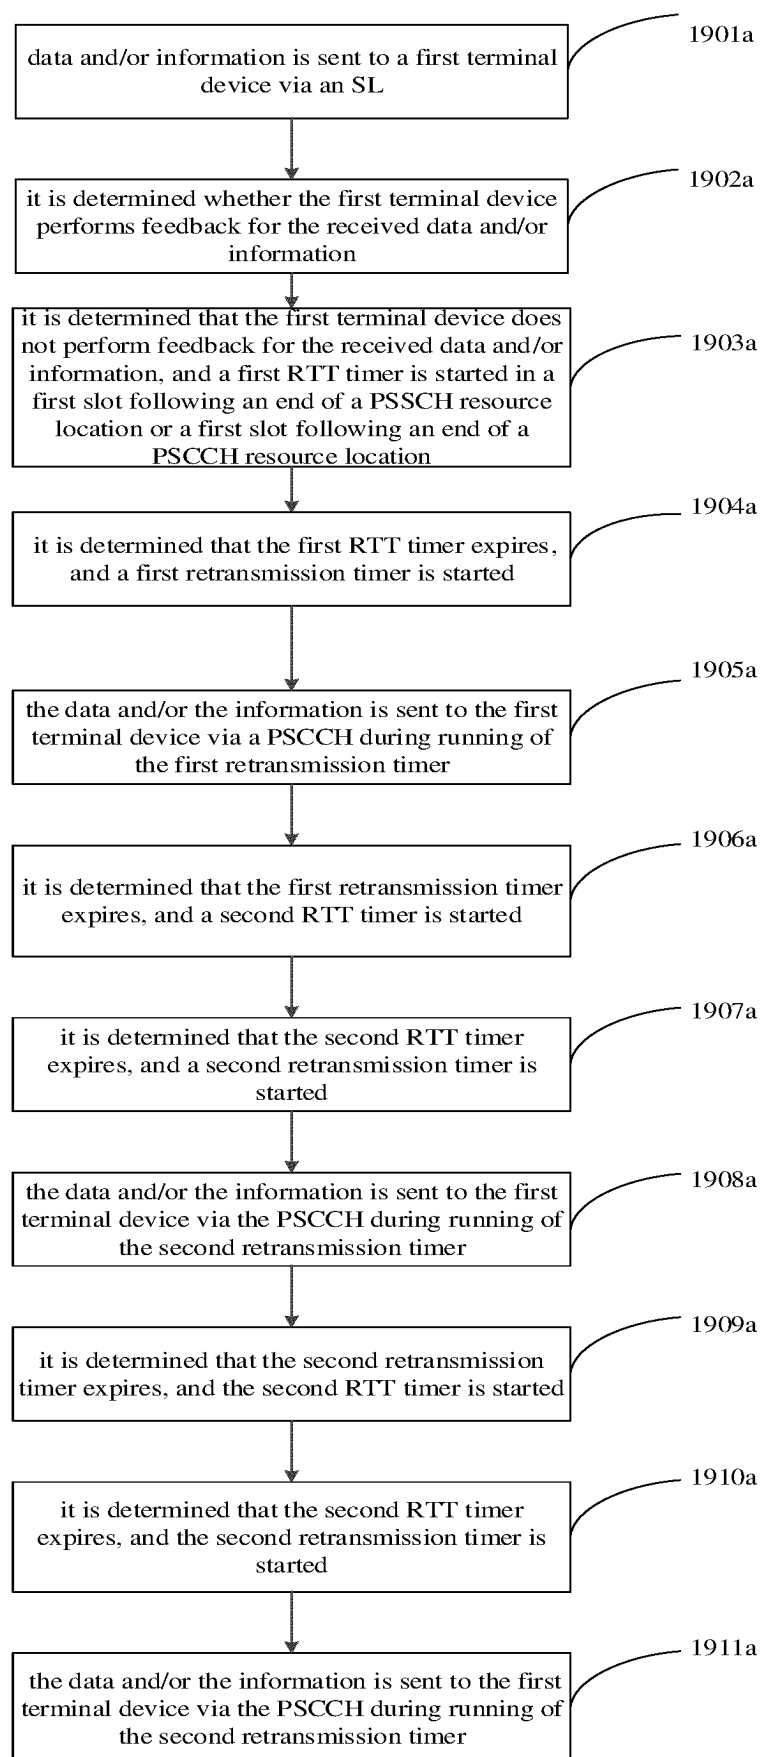 data and/or information is sent to a first terminal
device via an SL
1901a
it is determined whether the first terminal device
performs feedback for the received data and/or
information
1902a
it is determined that the first terminal device does
not perform feedback for the received data and/or
information, and a first RTT timer is started in a
first slot following an end of a PSSCH resource
location or a first slot following an end of a
PSCCH resource location
1903a
it is determined that the first RTT timer expires,
and a first retransmission timer is started
1904a
the data and/or the information is sent to the first
terminal device via a PSCCH during running of
the first retransmission timer
1905a
it is determined that the first retransmission timer
expires, and a second RTT timer is started
1906a
it is determined that the second RTT timer
expires, and a second retransmission timer is
started
1907a
the data and/or the information is sent to the first
terminal device via the PSCCH during running of
the second retransmission timer
1908a
it is determined that the second retransmission
timer expires, and the second RTT timer is started
1909a
it is determined that the second RTT timer
expires, and the second retransmission timer is
started
1910a
the data and/or the information is sent to the first
terminal device via the PSCCH during running of
the second retransmission timer
1911a